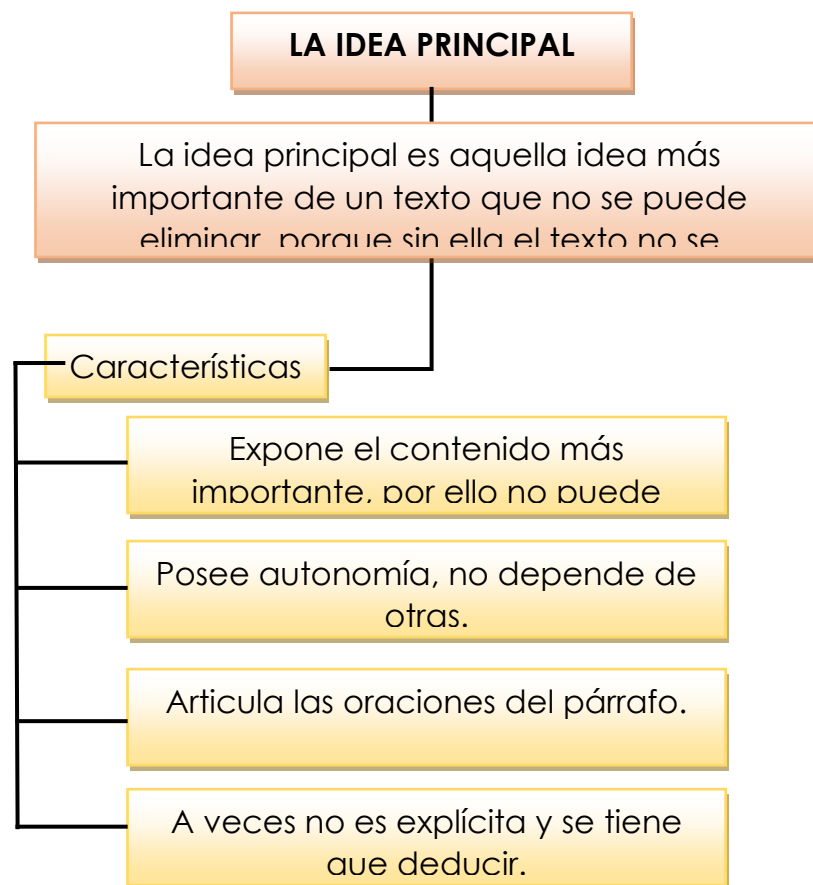 LA IDEA PRINCIPAL
La idea principal es aquella idea más
importante de un texto que no se puede
eliminar, porque sin ella el texto no se
Características
Expone el contenido más
importante, por ello no puede
Posee autonomía, no depende de
otras.
Articula las oraciones del párrafo.
A veces no es explícita y se tiene
que deducir.